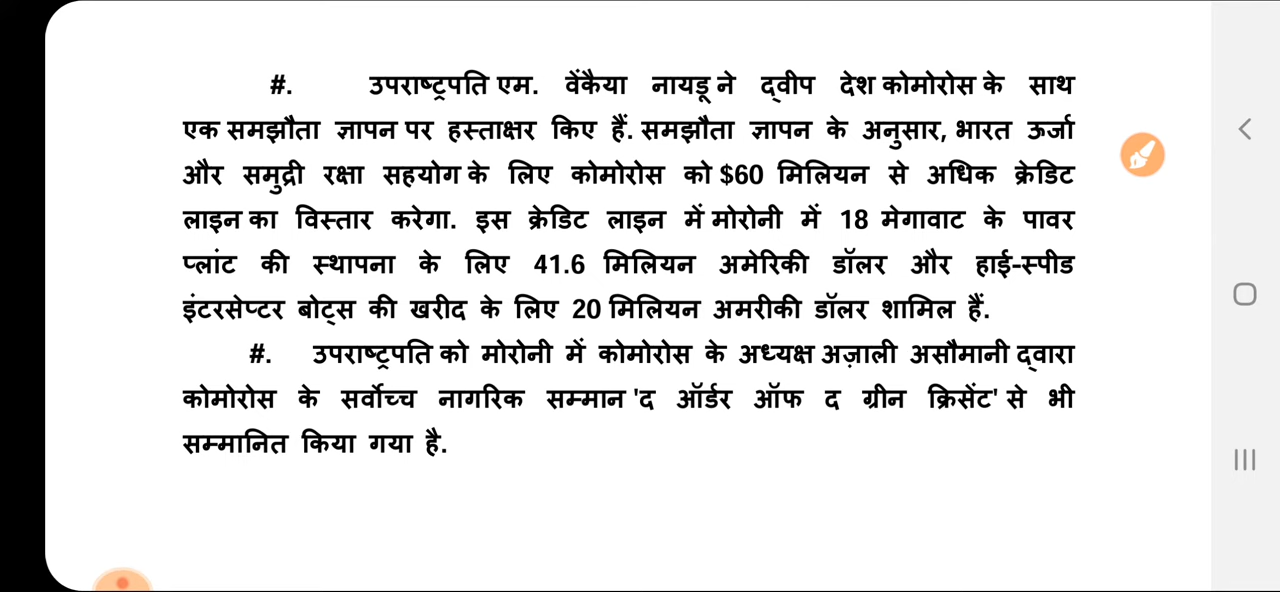 #. उपराष्ट्रपति एम. वेंकैया नायडू ने द्वीप देश कोमोरोस के साथ
एक समझौता ज्ञापन पर हस्ताक्षर किए हैं. समझौता ज्ञापन के अनुसार, भारत ऊर्जा
और समुद्री रक्षा सहयोग के लिए कोमोरोस को $60 मिलियन से अधिक क्रेडिट
लाइन का विस्तार करेगा. इस क्रेडिट लाइन में मोरोनी में 18 मेगावाट के पावर
प्लांट की स्थापना के लिए 41.6 मिलियन अमेरिकी डॉलर और हाई-स्पीड
इंटरसेप्टर बोट्स की खरीद के लिए 20 मिलियन अमरीकी डॉलर शामिल हैं.
#. उपराष्ट्रपति को मोरोनी में कोमोरोस के अध्यक्ष अज़ाली असौमानी द्वारा
कोमोरोस के सर्वोच्च नागरिक सम्मान 'द ऑर्डर ऑफ द ग्रीन क्रिसेंट' से भी
सम्मानित किया गया है.